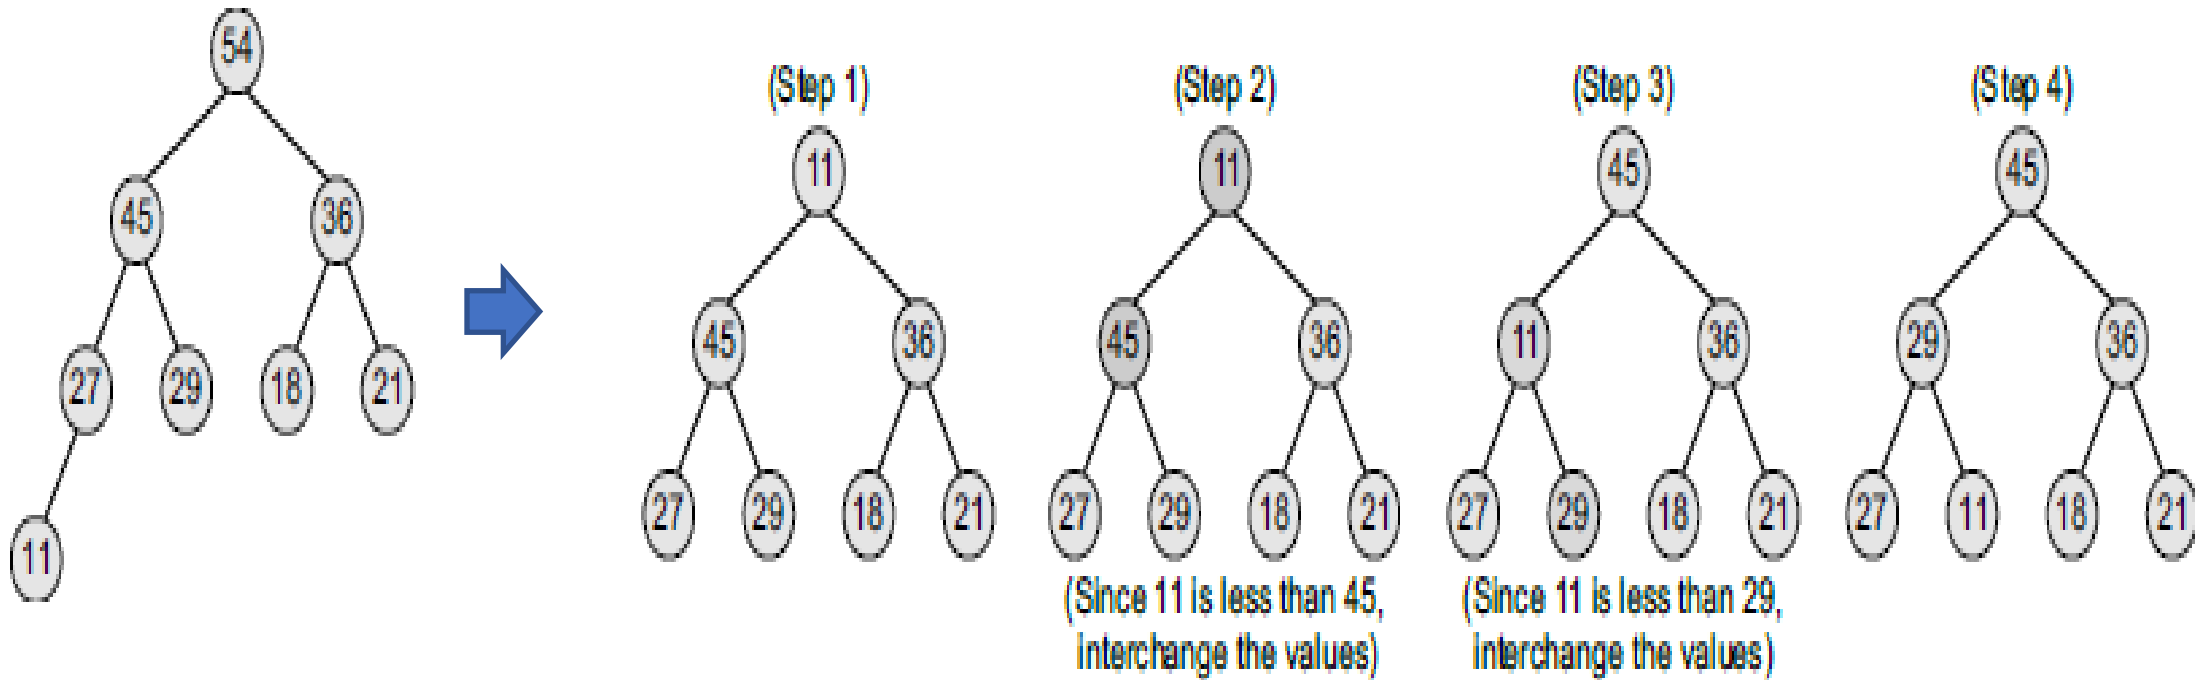 54
45 36
27 29 18 21
11
(Step 1)
11
45 36
27 29 18 21
(Step 2)
11
45 36
27 29 18 21
(Since 11 is less than 45,
interchange the values)
(Step 3)
45
11 36
27 29 18 21
(Since 11 is less than 29,
interchange the values)
(Step 4)
45
29 36
27 11 18 21